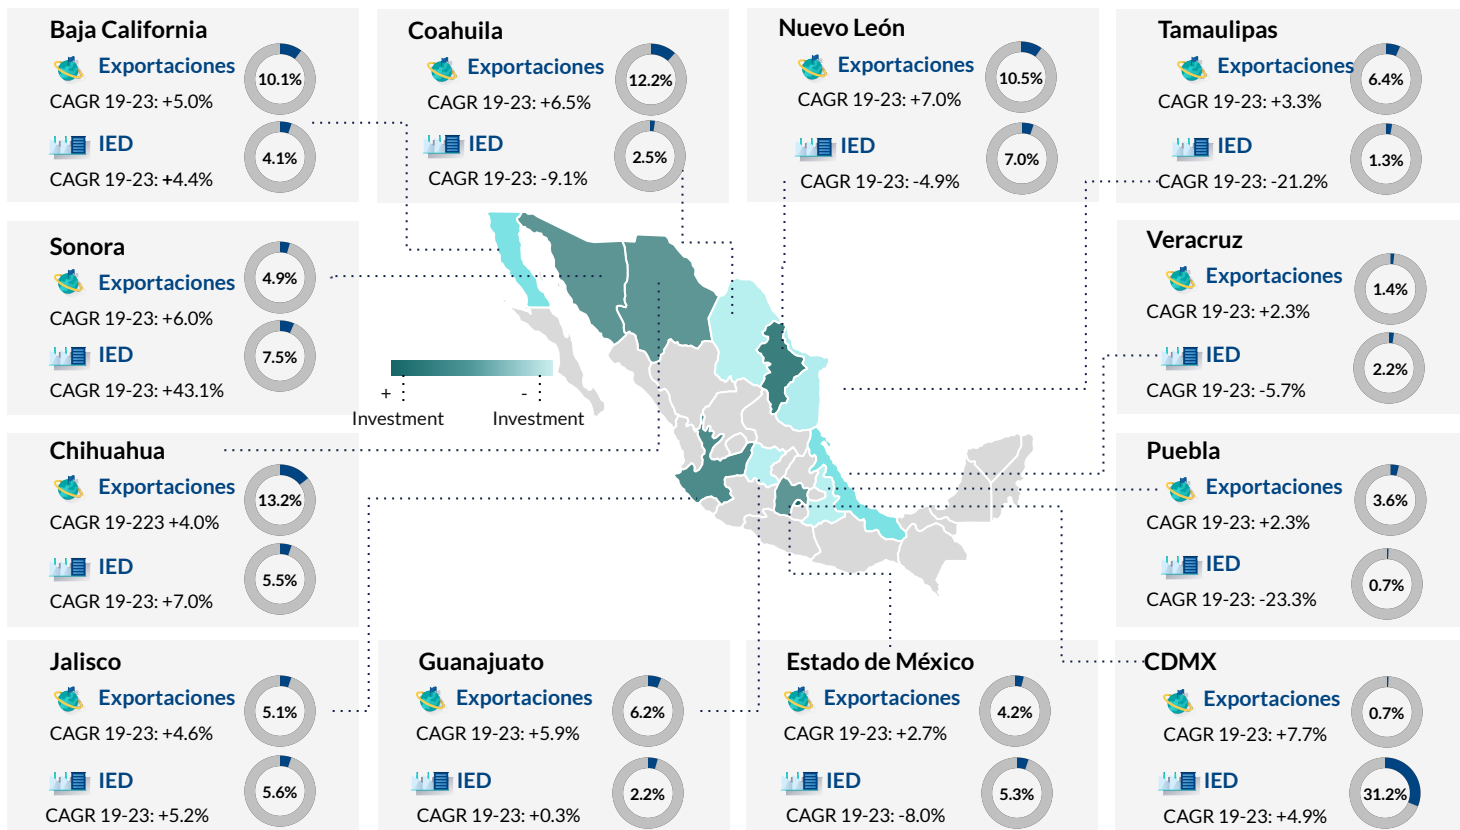 Baja California
Exportaciones
10.1%
CAGR 19-23: +5.0%
IED
4.1%
CAGR 19-23: +4.4%
Coahuila
Exportaciones
12.2%
CAGR 19-23: +6.5%
IED
2.5%
CAGR 19-23: -9.1%
Nuevo León
Exportaciones
10.5%
CAGR 19-23: +7.0%
IED
7.0%
CAGR 19-23: -4.9%
Tamaulipas
Exportaciones
6.4%
CAGR 19-23: +3.3%
IED
1.3%
CAGR 19-23: -21.2%
Sonora
Exportaciones
4.9%
CAGR 19-23: +6.0%
IED
7.5%
CAGR 19-23: +43.1%
+
Investment
-
Investment
Veracruz
Exportaciones
1.4%
CAGR 19-23: +2.3%
IED
2.2%
CAGR 19-23: -5.7%
Chihuahua
Exportaciones
13.2%
CAGR 19-223 +4.0%
IED
5.5%
CAGR 19-23: +7.0%
Puebla
Exportaciones
3.6%
CAGR 19-23: +2.3%
IED
0.7%
CAGR 19-23: -23.3%
Jalisco
Exportaciones
5.1%
CAGR 19-23: +4.6%
IED
5.6%
CAGR 19-23: +5.2%
Guanajuato
Exportaciones
6.2%
CAGR 19-23: +5.9%
IED
2.2%
CAGR 19-23: +0.3%
Estado de México
Exportaciones
4.2%
CAGR 19-23: +2.7%
IED
5.3%
CAGR 19-23: -8.0%
CDMX
Exportaciones
0.7%
CAGR 19-23: +7.7%
IED
31.2%
CAGR 19-23: +4.9%